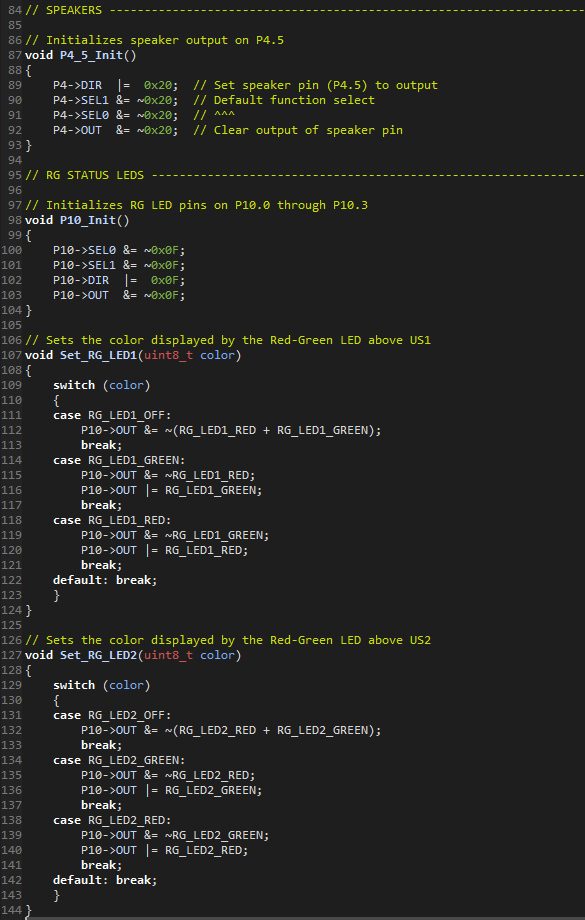 84 // SPEAKERS --------------------------------------------------------------------
85
86 // Initializes speaker output on P4.5
87 void P4_5_Init()
88 {
89     P4->DIR  |=  0x20;  // Set speaker pin (P4.5) to output
90     P4->SEL1 &= ~0x20;  // Default function select
91     P4->SEL0 &= ~0x20;  // ^^^
92     P4->OUT  &= ~0x20;  // Clear output of speaker pin
93 }
94
95 // RG STATUS LEDS --------------------------------------------------------------
96
97 // Initializes RG LED pins on P10.0 through P10.3
98 void P10_Init()
99 {
100     P10->SEL0 &= ~0x0F;
101     P10->SEL1 &= ~0x0F;
102     P10->DIR  |=  0x0F;
103     P10->OUT  &= ~0x0F;
104 }
105
106 // Sets the color displayed by the Red-Green LED above US1
107 void Set_RG_LED1(uint8_t color)
108 {
109     switch (color)
110     {
111     case RG_LED1_OFF:
112         P10->OUT &= ~(RG_LED1_RED + RG_LED1_GREEN);
113         break;
114     case RG_LED1_GREEN:
115         P10->OUT &= ~RG_LED1_RED;
116         P10->OUT |= RG_LED1_GREEN;
117         break;
118     case RG_LED1_RED:
119         P10->OUT &= ~RG_LED1_GREEN;
120         P10->OUT |= RG_LED1_RED;
121         break;
122     default: break;
123     }
124 }
125
126 // Sets the color displayed by the Red-Green LED above US2
127 void Set_RG_LED2(uint8_t color)
128 {
129     switch (color)
130     {
131     case RG_LED2_OFF:
132         P10->OUT &= ~(RG_LED2_RED + RG_LED2_GREEN);
133         break;
134     case RG_LED2_GREEN:
135         P10->OUT &= ~RG_LED2_RED;
136         P10->OUT |= RG_LED2_GREEN;
137         break;
138     case RG_LED2_RED:
139         P10->OUT &= ~RG_LED2_GREEN;
140         P10->OUT |= RG_LED2_RED;
141         break;
142     default: break;
143     }
144 }